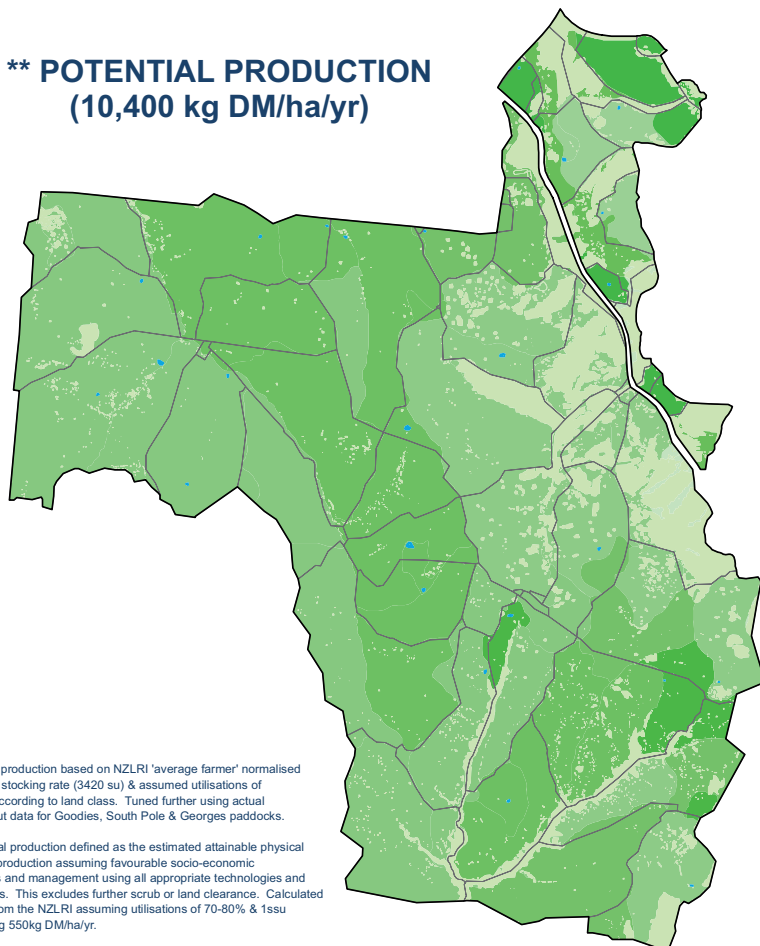 ** POTENTIAL PRODUCTION
(10,400 kg DM/ha/yr)
production based on NZLRI 'average farmer' normalised
stocking rate (3420 su) & assumed utilisations of
ccording to land class. Tuned further using actual
ut data for Goodies, South Pole & Georges paddocks.
al production defined as the estimated attainable physical
production assuming favourable socio-economic
s and management using all appropriate technologies and
s. This excludes further scrub or land clearance. Calculated
om the NZLRI assuming utilisations of 70-80% & 1ssu
g 550kg DM/ha/yr.